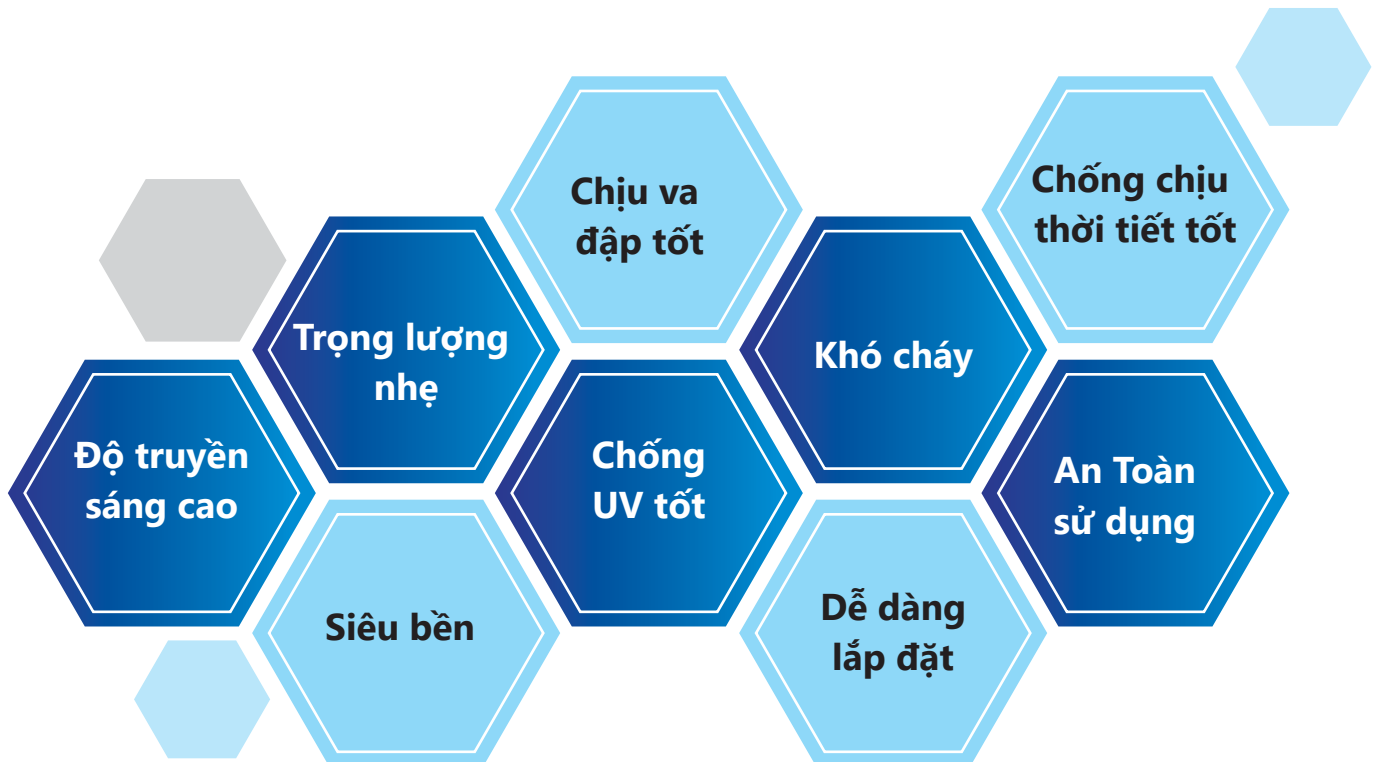 Chịu va
đập tốt
Chống chịu
thời tiết tốt
Trọng lượng
nhẹ
Khó cháy
Độ truyền
sáng cao
Chống
UV tốt
An Toàn
sử dụng
Siêu bền
Dễ dàng
lắp đặt